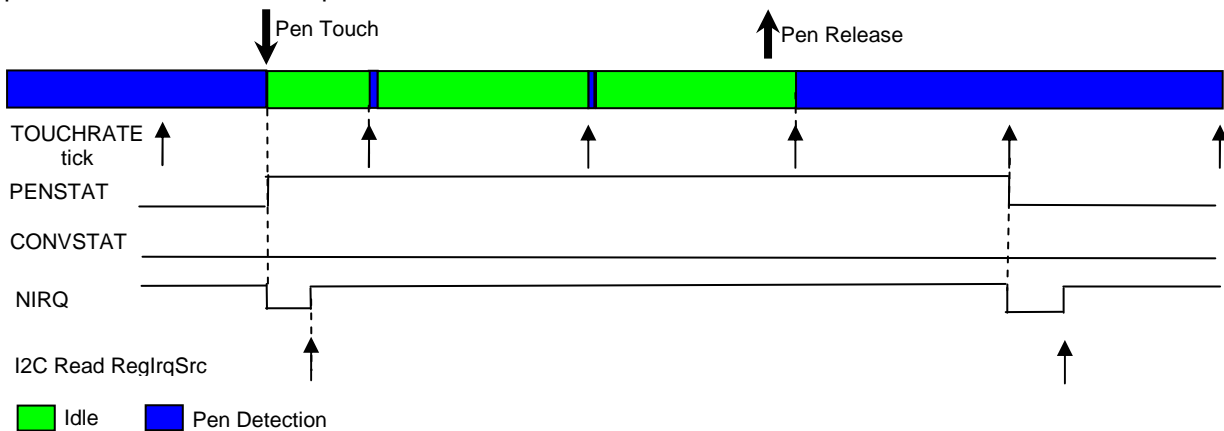 Pen Touch
Pen Release
TOUCHRATE
tick
PENSTAT
CONVSTAT
NIRQ
I2C Read RegIrqSrc
Idle
Pen Detection